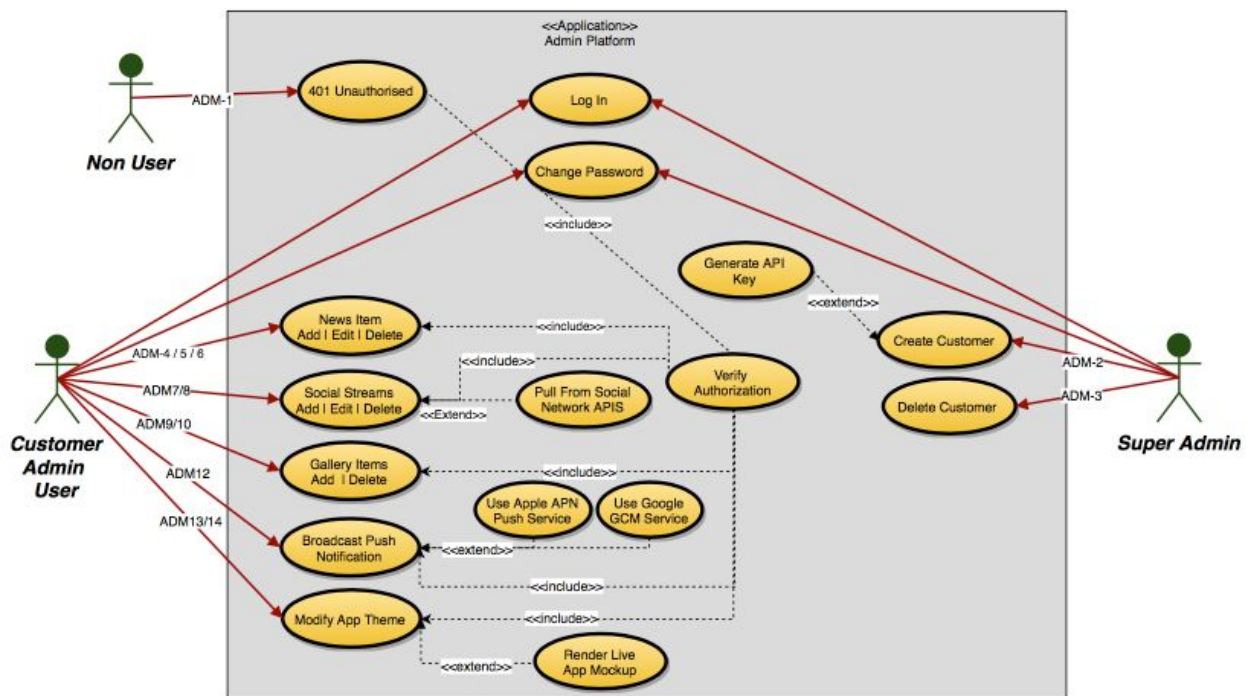 <<Application>>
Admin Platform
401 Unauthorised
Log In
ADM-1
Non User
Change Password
<<include>>
Generate API
Key
<<extend>>
News Item
Add | Edit | Delete
<<include>>
Create Customer
ADM-4 / 5 / 6
<<include>>
Verify
Authorization
ADM-2
ADM7/8
Social Streams
Add | Edit | Delete
Pull From Social
Network APIS
<<Extend>>
Delete Customer
ADM-3
Customer
Admin
User
Super Admin
ADM9/10
Gallery Items
Add | Delete
<<include>>
ADM12
Use Apple APN
Push Service
Use Google
GCM Service
ADM13/14
Broadcast Push
Notification
<<extend>>
<<include>>
Modify App Theme
<<include>>
<<extend>>
Render Live
App Mockup